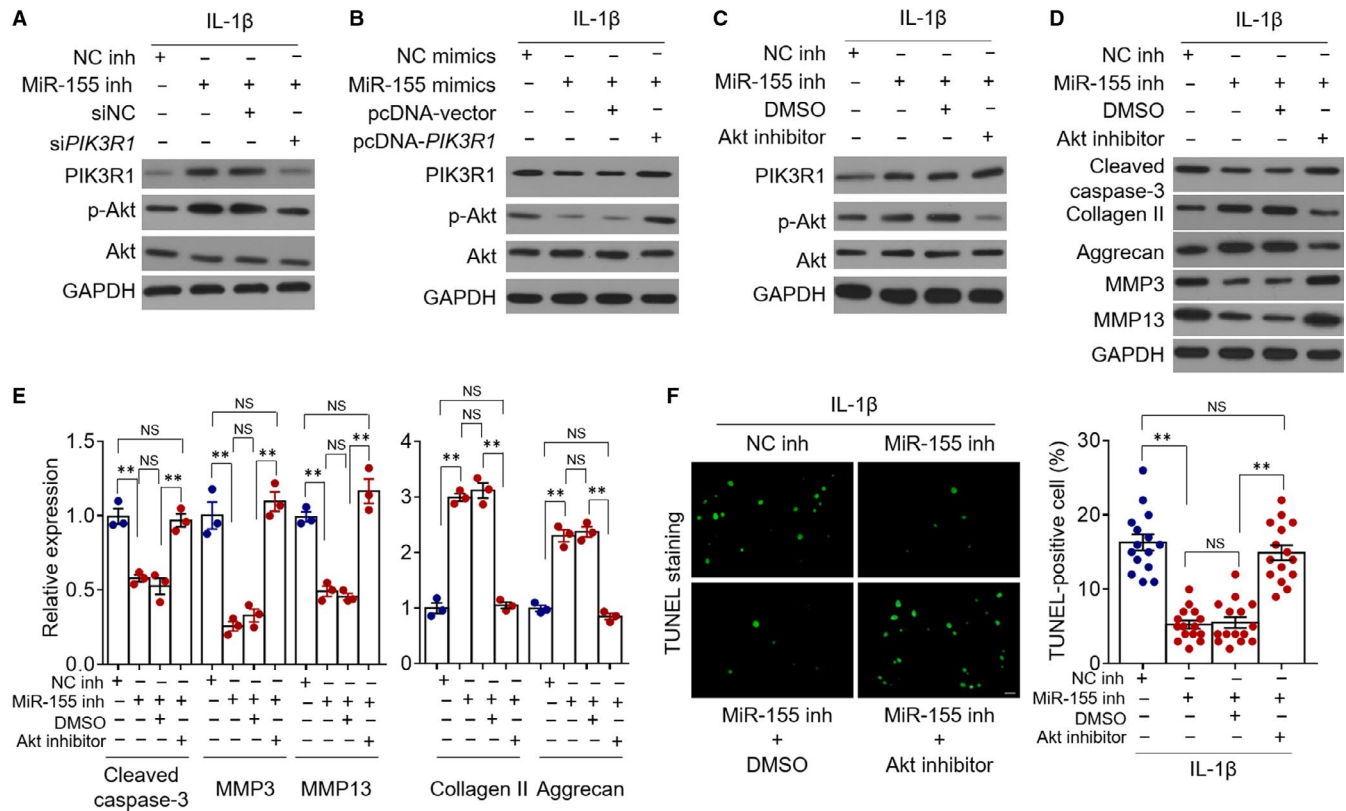 A
IL-1β
NC inh + – – –
MiR-155 inh – + + +
siNC – – + –
siPIK3R1 – – – +
PIK3R1
p-Akt
Akt
GAPDH
B
IL-1β
NC mimics + – – –
MiR-155 mimics – + + +
pcDNA-vector – – + –
pcDNA-PIK3R1 – – – +
PIK3R1
p-Akt
Akt
GAPDH
C
IL-1β
NC inh + – – –
MiR-155 inh – + + +
DMSO – – + –
Akt inhibitor – – – +
PIK3R1
p-Akt
Akt
GAPDH
D
IL-1β
NC inh + – – –
MiR-155 inh – + + +
DMSO – – + –
Akt inhibitor – – – +
Cleaved
caspase-3
Collagen II
Aggrecan
MMP3
MMP13
GAPDH
E
Relative expression
1.5
1.0
0.5
0.0
NS
** NS **
NS
** NS **
NS
** NS **
4
3
2
1
0
NS
NS
** **
NS
NS
** **
NC inh + – – – + – – – + – – – + – – – + – – –
MiR-155 inh – + + + – + + + – + + + – + + + – + + +
DMSO – – + – – – + – – – + – – – + – – – + –
Akt inhibitor – – – + – – – + – – – + – – – + – – – +
Cleaved
caspase-3
MMP3
MMP13
Collagen II
Aggrecan
F
IL-1β
NC inh
MiR-155 inh
TUNEL staining
MiR-155 inh
+
DMSO
MiR-155 inh
+
Akt inhibitor
TUNEL-positive cell (%)
30
20
10
0
NS
**
**
NS
NC inh + – – –
MiR-155 inh – + + +
DMSO – – + –
Akt inhibitor – – – +
IL-1β